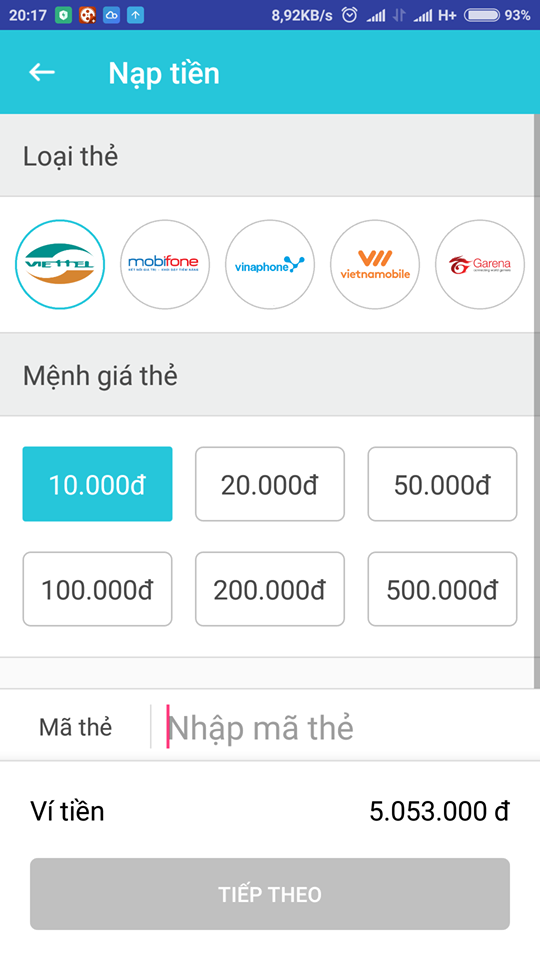 20:17 8,92KB/s H+ 93%
Nạp tiền
Loại thẻ
VIETTEL mobifone vinaphone vietnamobile Garena
Mệnh giá thẻ
10.000đ 20.000đ 50.000đ
100.000đ 200.000đ 500.000đ
Mã thẻ Nhập mã thẻ
Ví tiền 5.053.000 đ
TIẾP THEO